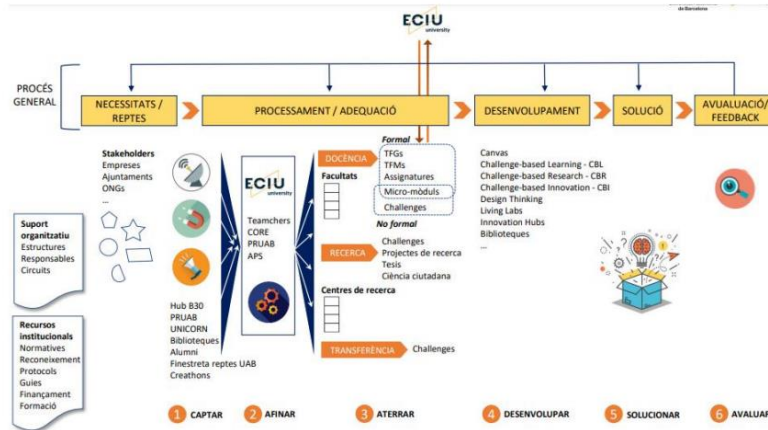 de Barcelona
ECIU
university
PROCÉS
GENERAL
NECESSITATS /
REPTES
PROCESSAMENT / ADEQUACIÓ
DESENVOLUPAMENT
SOLUCIÓ
AVUALUACIÓ/
FEEDBACK
Stakeholders
Empreses
Ajuntaments
ONGs
...
Suport
organitzatiu
Estructures
Responsables
Circuits
Recursos
institucionals
Normatives
Reconeixement
Protocols
Guies
Finançament
Formació
Hub B30
PRUAB
UNICORN
Biblioteques
Alumni
Finestreta reptes UAB
Creathons
ECIU
university
Teamchers
CORE
PRUAB
APS
DOCÈNCIA
Facultats
Formal
TFGs
TFMs
Assignatures
Micro-mòduls
Challenges
No formal
RECERCA
Challenges
Projectes de recerca
Tesis
Ciència ciutadana
Centres de recerca
TRANSFERÈNCIA
Challenges
Canvas
Challenge-based Learning - CBL
Challenge-based Research - CBR
Challenge-based Innovation - CBI
Design Thinking
Living Labs
Innovation Hubs
Biblioteques
...
1 CAPTAR
2 AFINAR
3 ATERRAR
4 DESENVOLUPAR
5 SOLUCIONAR
6 AVALUAR